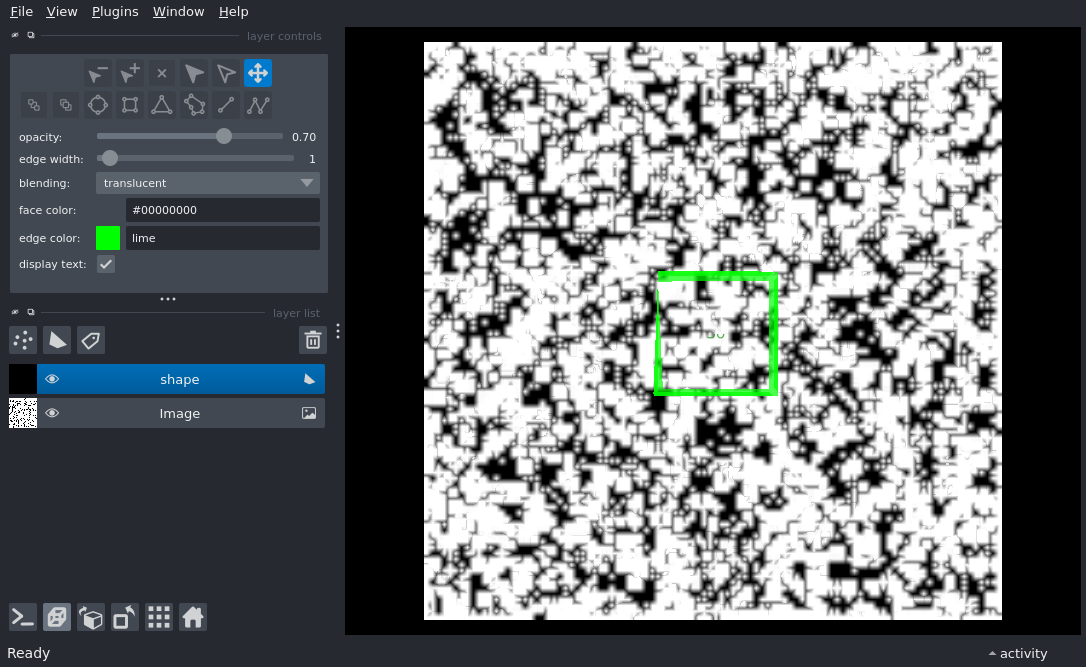 File View Plugins Window Help
layer controls
opacity: 0.70
edge width: 1
blending: translucent
face color: #00000000
edge color: lime
display text:
layer list
shape
Image
Ready
activity